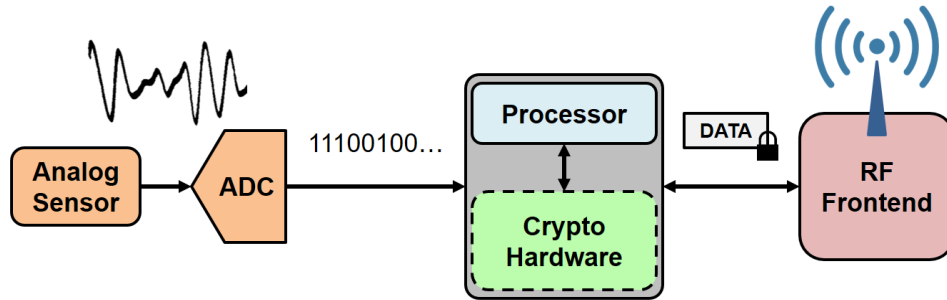 Analog
Sensor
ADC
11100100...
Processor
Crypto
Hardware
DATA
RF
Frontend